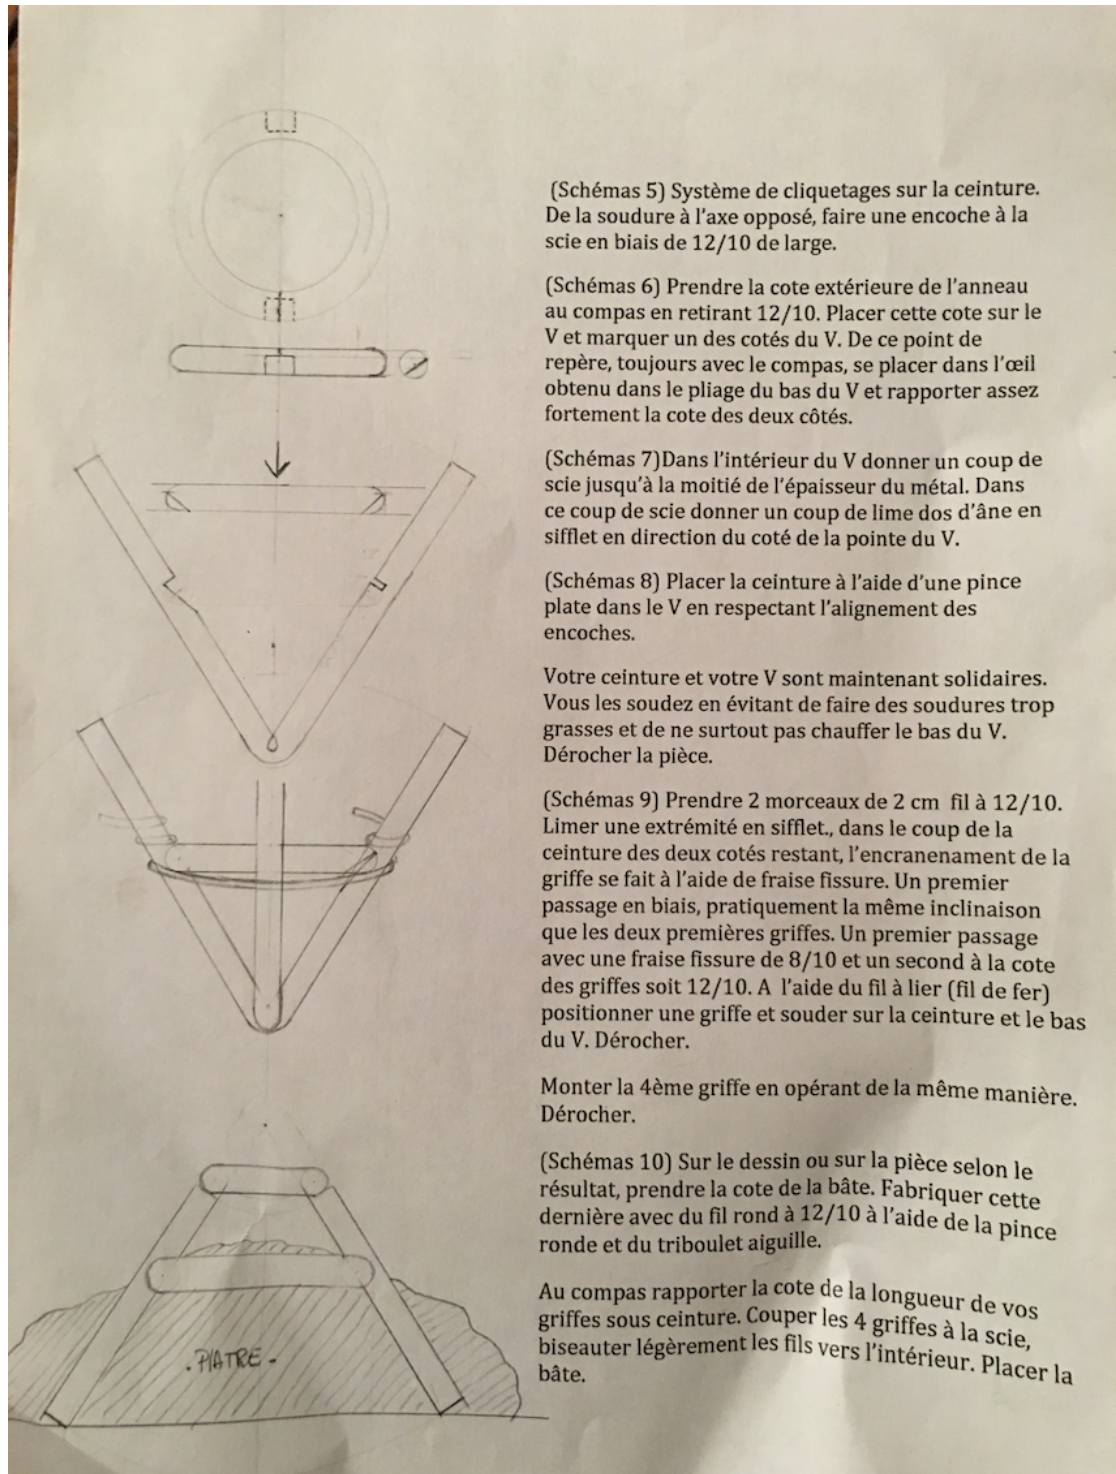 (Schémas 5) Système de cliquetages sur la ceinture.
De la soudure à l'axe opposé, faire une encoche à la
scie en biais de 12/10 de large.
(Schémas 6) Prendre la cote extérieure de l'anneau
au compas en retirant 12/10. Placer cette cote sur le
V et marquer un des cotés du V. De ce point de
repère, toujours avec le compas, se placer dans l'œil
obtenu dans le pliage du bas du V et rapporter assez
fortement la cote des deux côtés.
(Schémas 7)Dans l'intérieur du V donner un coup de
scie jusqu'à la moitié de l'épaisseur du métal. Dans
ce coup de scie donner un coup de lime dos d'âne en
sifflet en direction du coté de la pointe du V.
(Schémas 8) Placer la ceinture à l'aide d'une pince
plate dans le V en respectant l'alignement des
encoches.
Votre ceinture et votre V sont maintenant solidaires.
Vous les soudez en évitant de faire des soudures trop
grasses et de ne surtout pas chauffer le bas du V.
Dérocher la pièce.
(Schémas 9) Prendre 2 morceaux de 2 cm fil à 12/10.
Limer une extrémité en sifflet., dans le coup de la
ceinture des deux cotés restant, l'encranenament de la
griffe se fait à l'aide de fraise fissure. Un premier
passage en biais, pratiquement la même inclinaison
que les deux premières griffes. Un premier passage
avec une fraise fissure de 8/10 et un second à la cote
des griffes soit 12/10. A l'aide du fil à lier (fil de fer)
positionner une griffe et souder sur la ceinture et le bas
du V. Dérocher.
Monter la 4ème griffe en opérant de la même manière.
Dérocher.
(Schémas 10) Sur le dessin ou sur la pièce selon le
résultat, prendre la cote de la bâte. Fabriquer cette
dernière avec du fil rond à 12/10 à l'aide de la pince
ronde et du triboulet aiguille.
Au compas rapporter la cote de la longueur de vos
griffes sous ceinture. Couper les 4 griffes à la scie,
biseauter légèrement les fils vers l'intérieur. Placer la
bâte.
.PLATRE-